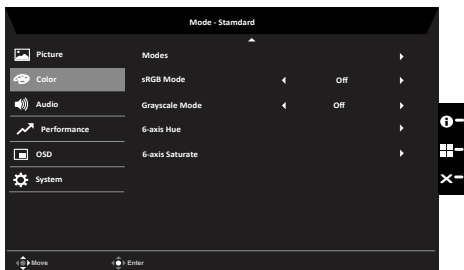 Mode - Stamdard
Picture
Modes
Color
sRGB Mode
Off
Audio
Grayscale Mode
Off
Performance
6-axis Hue
OSD
6-axis Saturate
System
Move
Enter